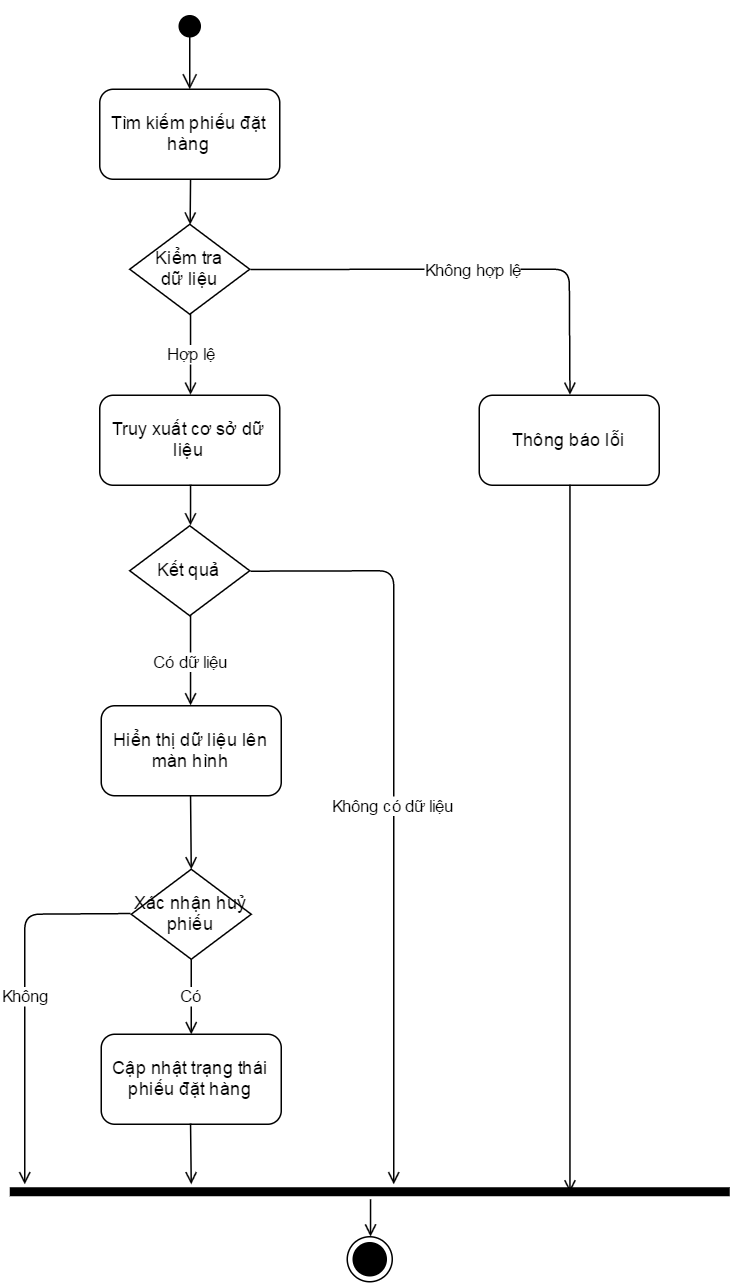 Tìm kiếm phiếu đặt
hàng
Kiểm tra
dữ liệu
Không hợp lệ
Hợp lệ
Truy xuất cơ sở dữ
liệu
Thông báo lỗi
Kết quả
Có dữ liệu
Hiển thị dữ liệu lên
màn hình
Không có dữ liệu
Xác nhận huỷ
phiếu
Không
Có
Cập nhật trạng thái
phiếu đặt hàng